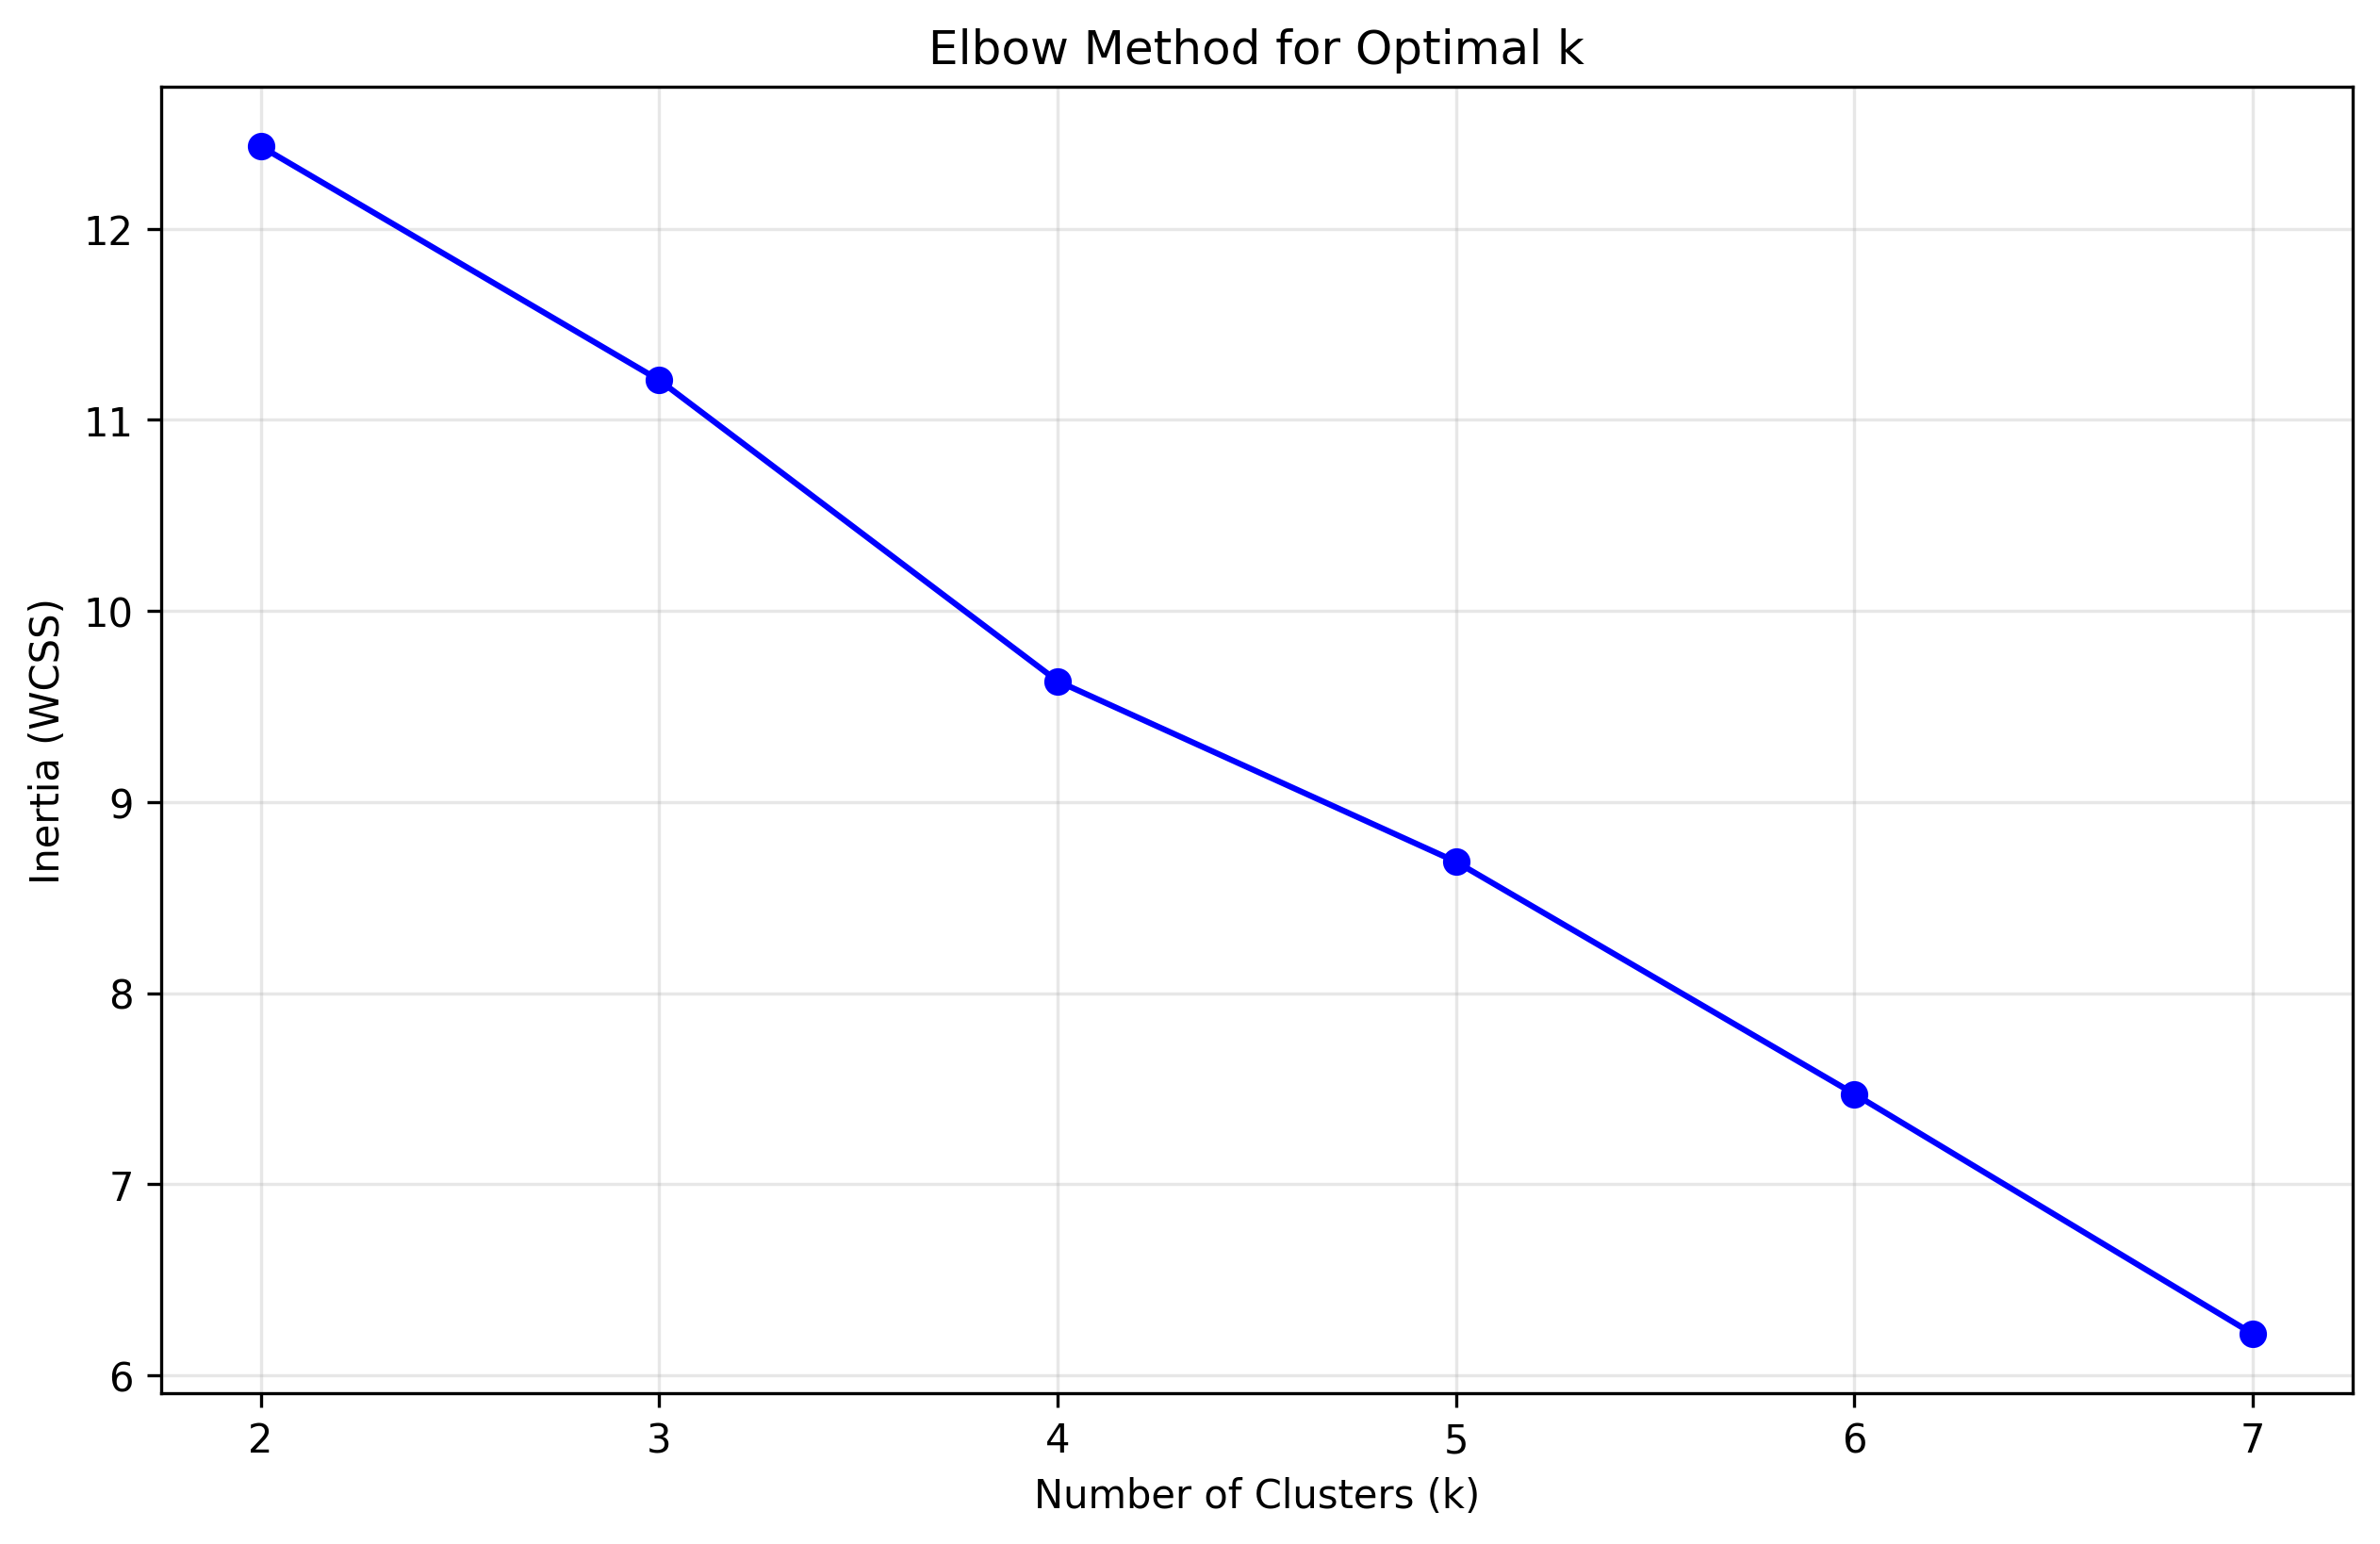 Elbow Method for Optimal k
Inertia (WCSS)
12
11
10
9
8
7
6
2 3 4 5 6 7
Number of Clusters (k)